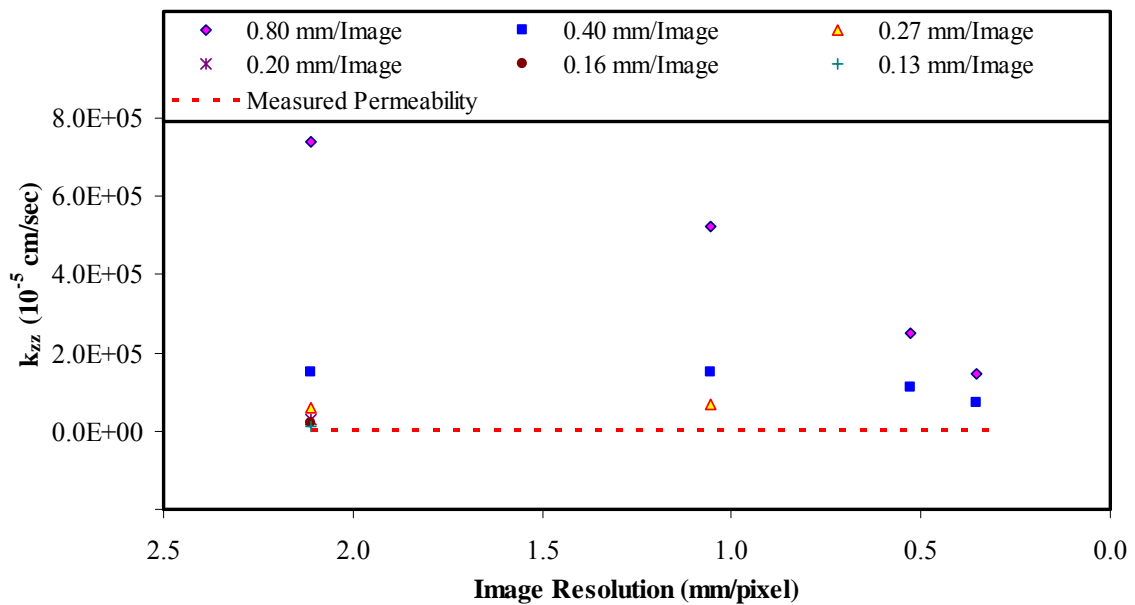 0.80 mm/Image 0.40 mm/Image 0.27 mm/Image
0.20 mm/Image 0.16 mm/Image 0.13 mm/Image
Measured Permeability
8.0E+05
6.0E+05
4.0E+05
2.0E+05
0.0E+00
kzz (10-5 cm/sec)
2.5 2.0 1.5 1.0 0.5 0.0
Image Resolution (mm/pixel)